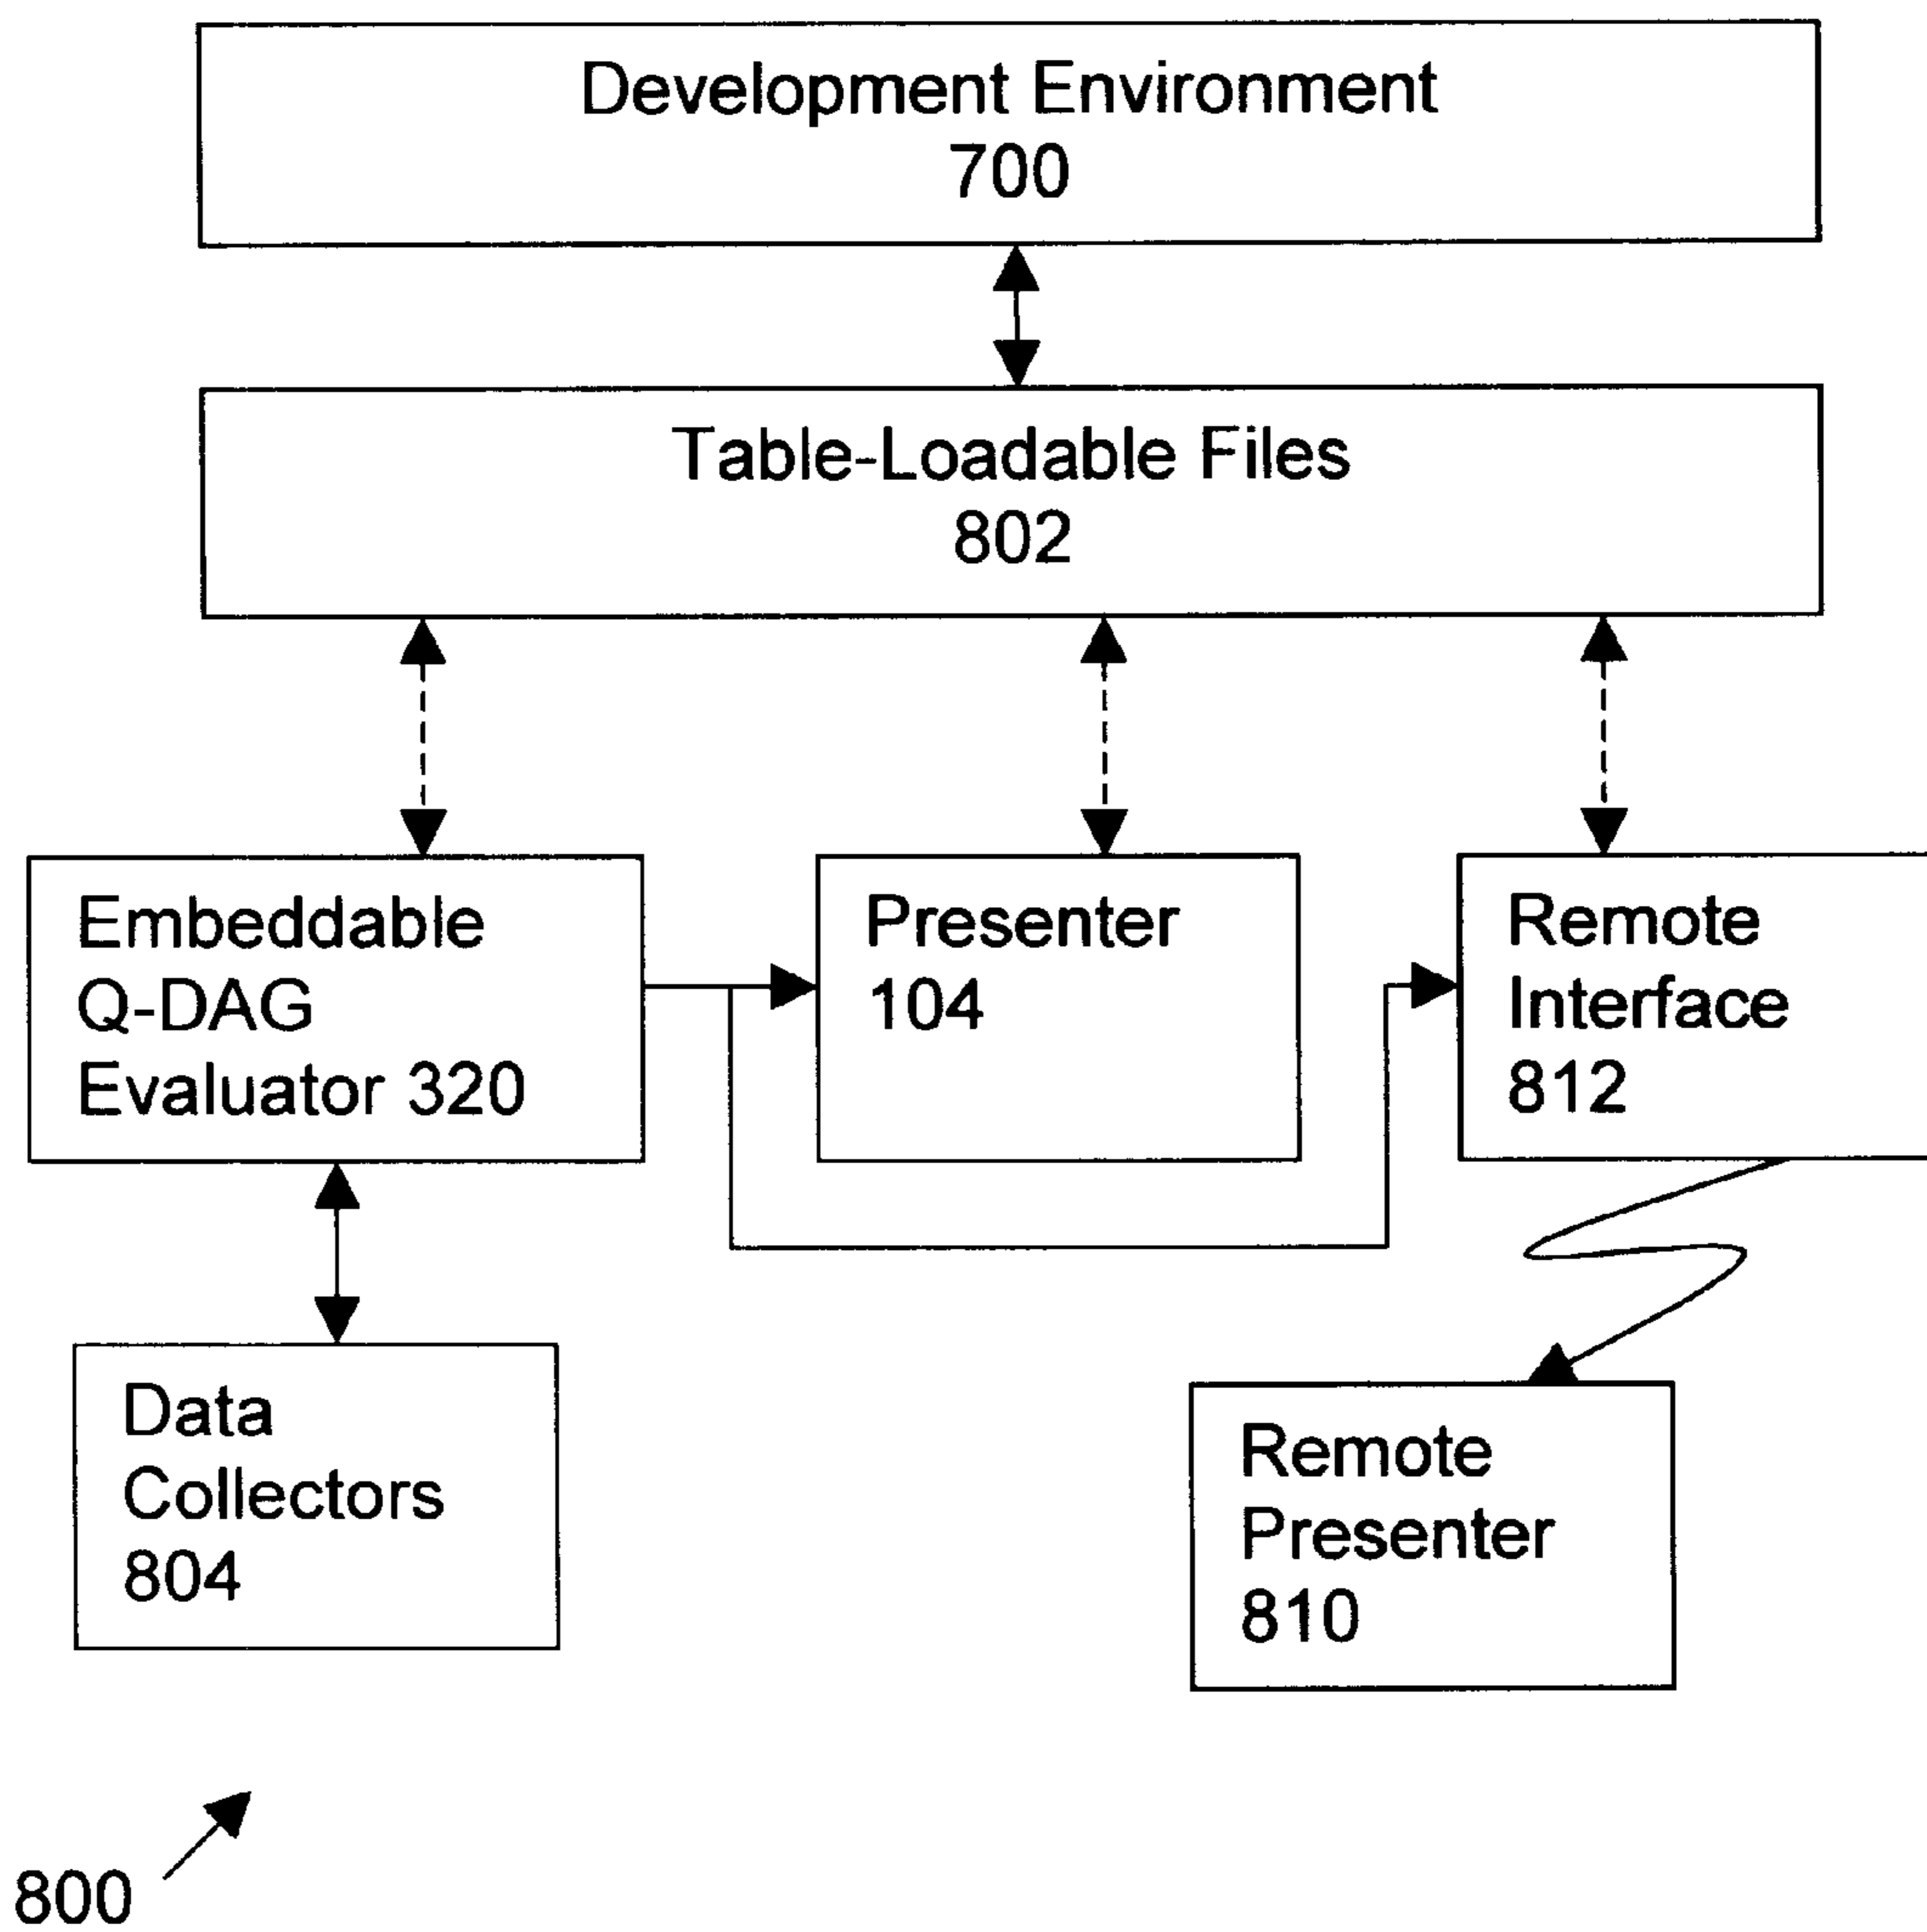 Development Environment
700
Table-Loadable Files
802
Embeddable
Q-DAG
Evaluator 320
Presenter
104
Remote
Interface
812
Data
Collectors
804
Remote
Presenter
810
800